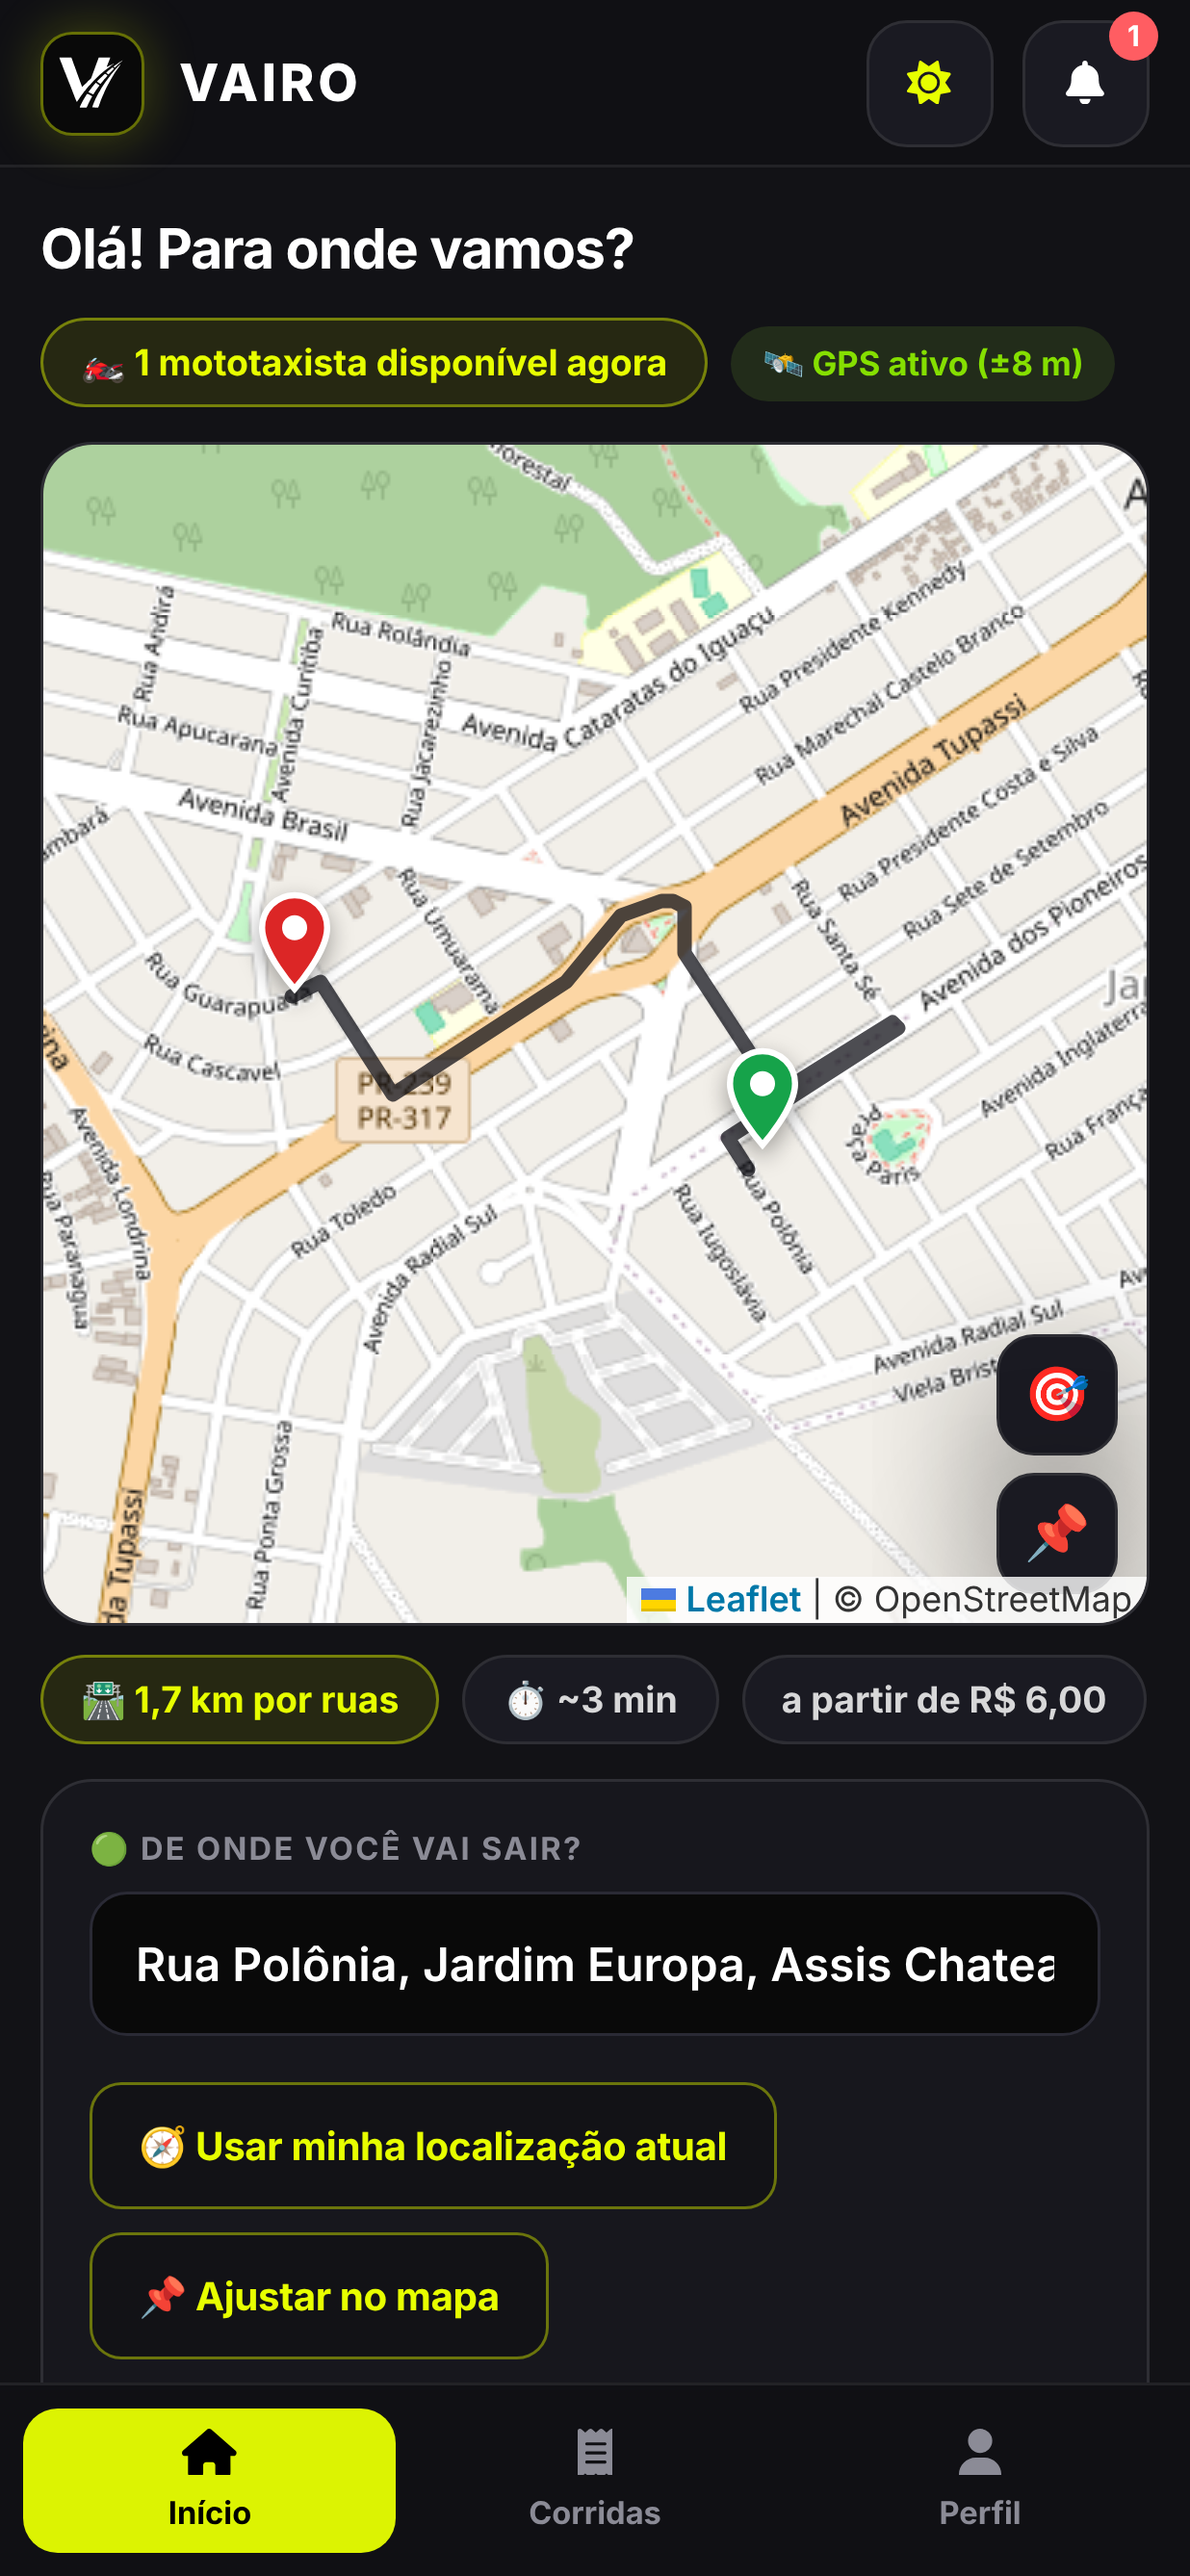 VAIRO
1
Olá! Para onde vamos?
1 mototaxista disponível agora
GPS ativo (±8 m)
Rua Andirá
Avenida Curitiba
Rua Rolândia
Rua Jacarezinho
Rua Apucarana
Avenida Cataratas do Iguaçu
Rua Presidente Kennedy
Rua Marechal Castelo Branco
Avenida Tupassi
Rua Presidente Costa e Silva
Rua Sete de Setembro
Avenida dos Pioneiros
Avenida Brasil
Rua Umuarama
Rua Santa Sé
Rua Cascavel
PR-239
PR-317
Avenida Inglaterra
Rua França
Praça Paris
Avenida Londrina
Rua Paranaguá
Rua Toledo
Avenida Radial Sul
Rua Iugoslávia
Rua Polônia
Avenida Radial Sul
Rua Ponta Grossa
Leaflet | © OpenStreetMap
1,7 km por ruas
~3 min
a partir de R$ 6,00
DE ONDE VOCÊ VAI SAIR?
Rua Polônia, Jardim Europa, Assis Chatea
Usar minha localização atual
Ajustar no mapa
Início
Corridas
Perfil